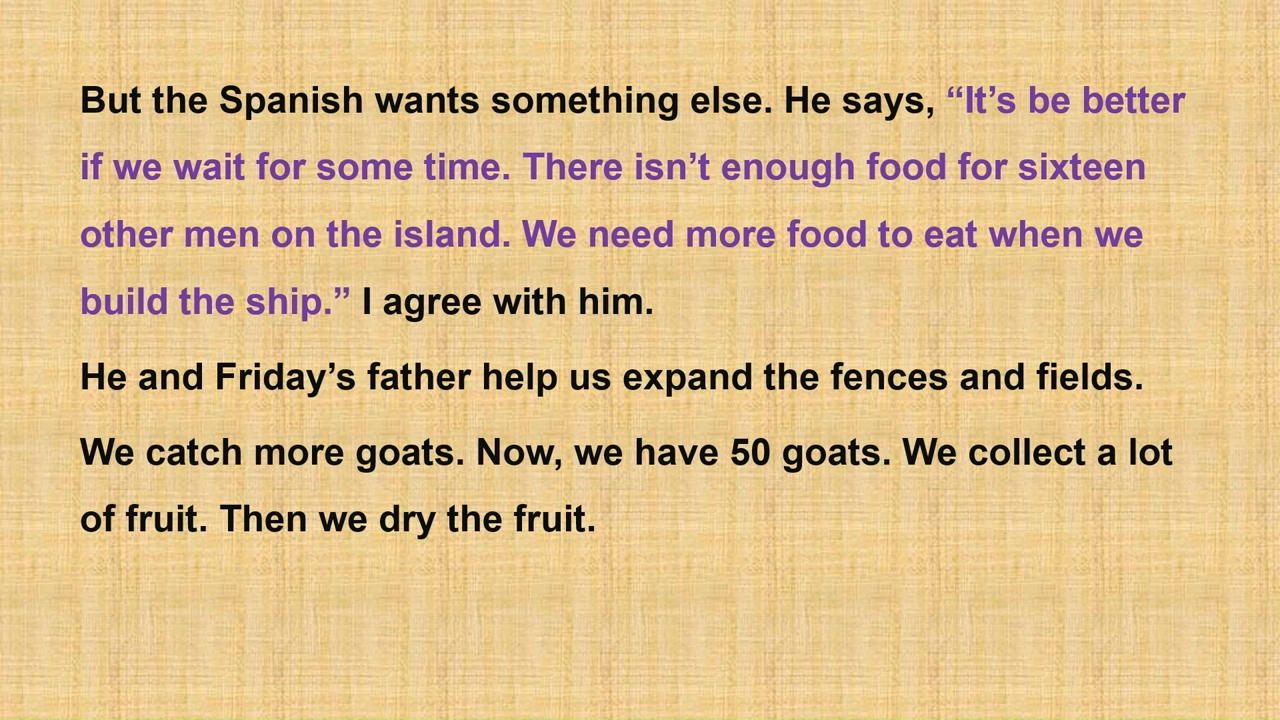 But the Spanish wants something else. He says, “It’s be better
if we wait for some time. There isn’t enough food for sixteen
other men on the island. We need more food to eat when we
build the ship.” I agree with him.
He and Friday’s father help us expand the fences and fields.
We catch more goats. Now, we have 50 goats. We collect a lot
of fruit. Then we dry the fruit.